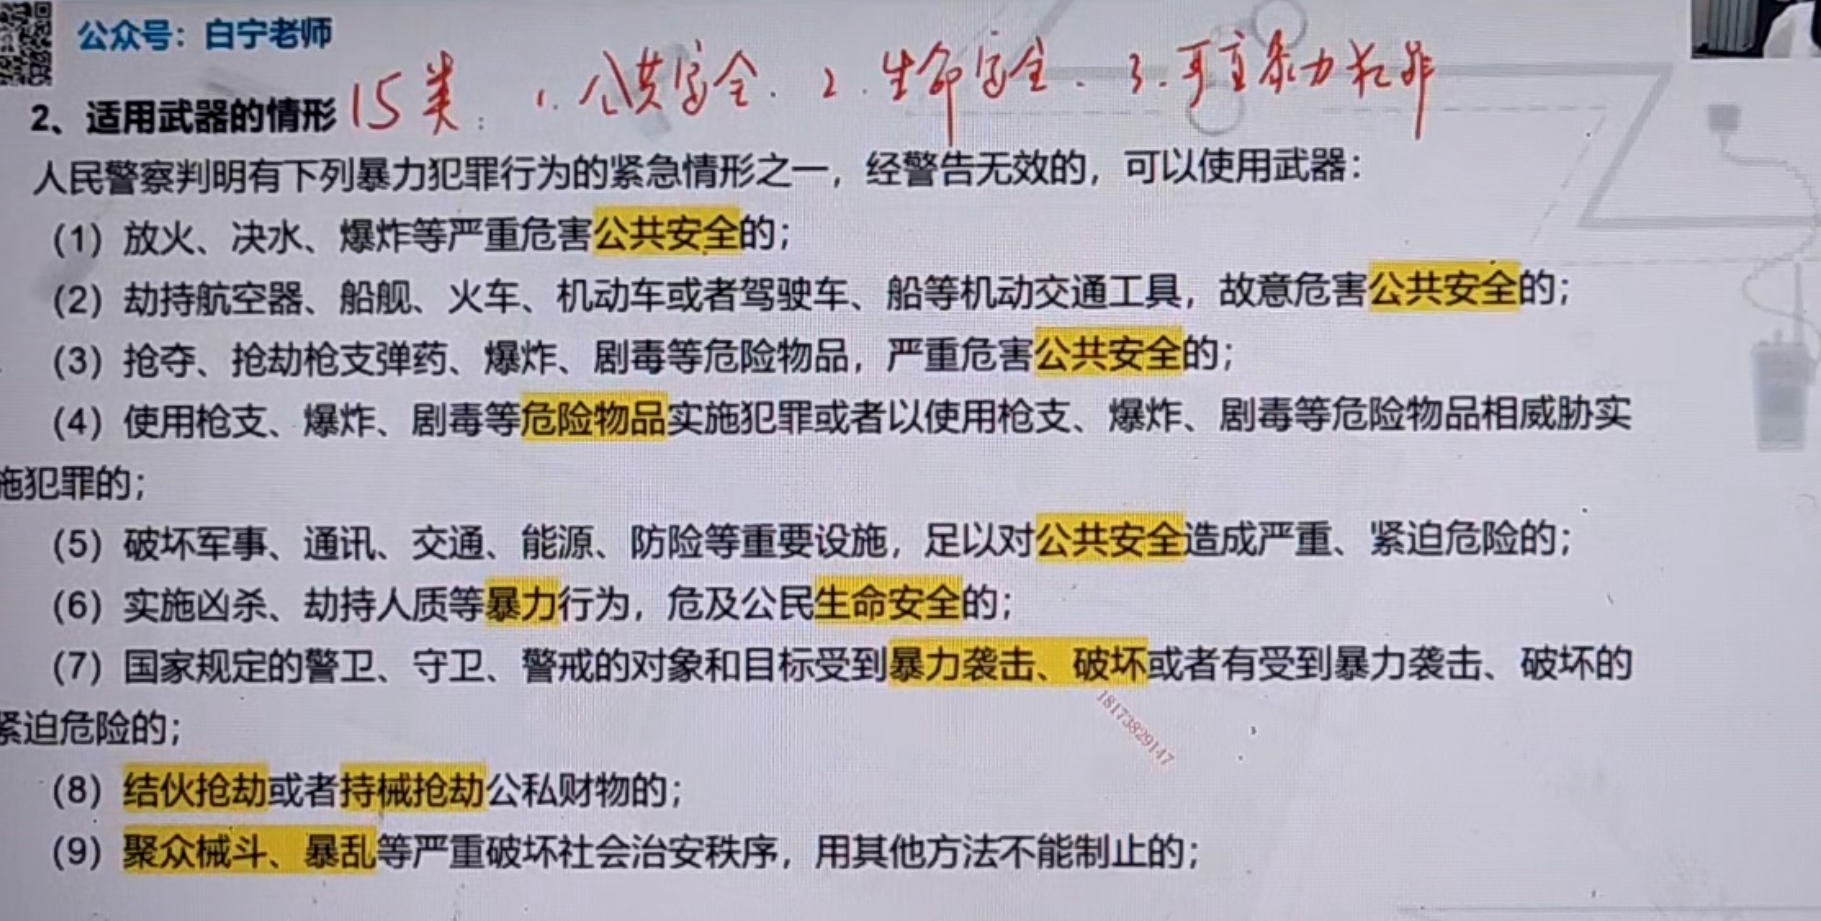 公众号：白宁老师
15类：1.公共安全.2.生命安全.3.严重暴力犯罪
2、适用武器的情形
人民警察判明有下列暴力犯罪行为的紧急情形之一，经警告无效的，可以使用武器：
（1）放火、决水、爆炸等严重危害公共安全的；
（2）劫持航空器、船舰、火车、机动车或者驾驶车、船等机动交通工具，故意危害公共安全的；
（3）抢夺、抢劫枪支弹药、爆炸、剧毒等危险物品，严重危害公共安全的；
（4）使用枪支、爆炸、剧毒等危险物品实施犯罪或者以使用枪支、爆炸、剧毒等危险物品相威胁实
施犯罪的；
（5）破坏军事、通讯、交通、能源、防险等重要设施，足以对公共安全造成严重、紧迫危险的；
（6）实施凶杀、劫持人质等暴力行为，危及公民生命安全的；
（7）国家规定的警卫、守卫、警戒的对象和目标受到暴力袭击、破坏或者有受到暴力袭击、破坏的
紧迫危险的；
18173829147
（8）结伙抢劫或者持械抢劫公私财物的；
（9）聚众械斗、暴乱等严重破坏社会治安秩序，用其他方法不能制止的；